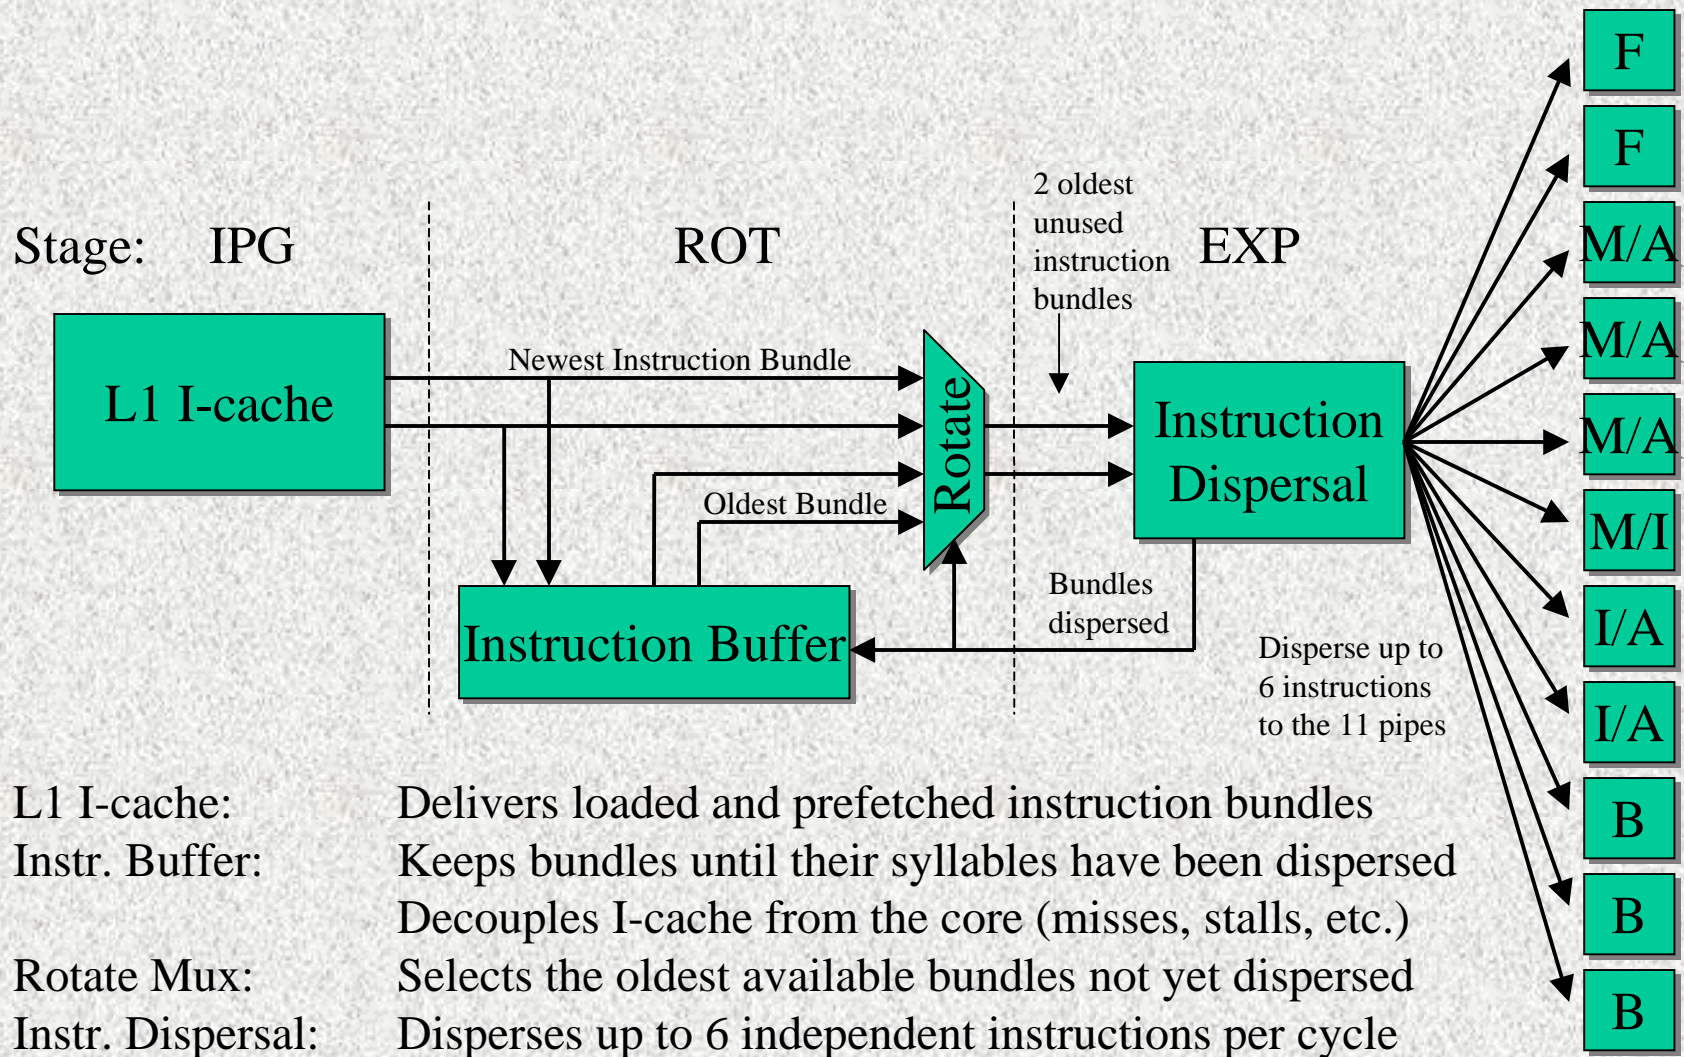 F
F
M/A
M/A
M/A
M/I
I/A
I/A
B
B
B
Stage: IPG ROT EXP
2 oldest
unused
instruction
bundles
L1 I-cache
Newest Instruction Bundle
Oldest Bundle
Rotate
Instruction
Dispersal
Instruction Buffer
Bundles
dispersed
Disperse up to
6 instructions
to the 11 pipes
L1 I-cache: Delivers loaded and prefetched instruction bundles
Instr. Buffer: Keeps bundles until their syllables have been dispersed
Decouples I-cache from the core (misses, stalls, etc.)
Rotate Mux: Selects the oldest available bundles not yet dispersed
Instr. Dispersal: Disperses up to 6 independent instructions per cycle